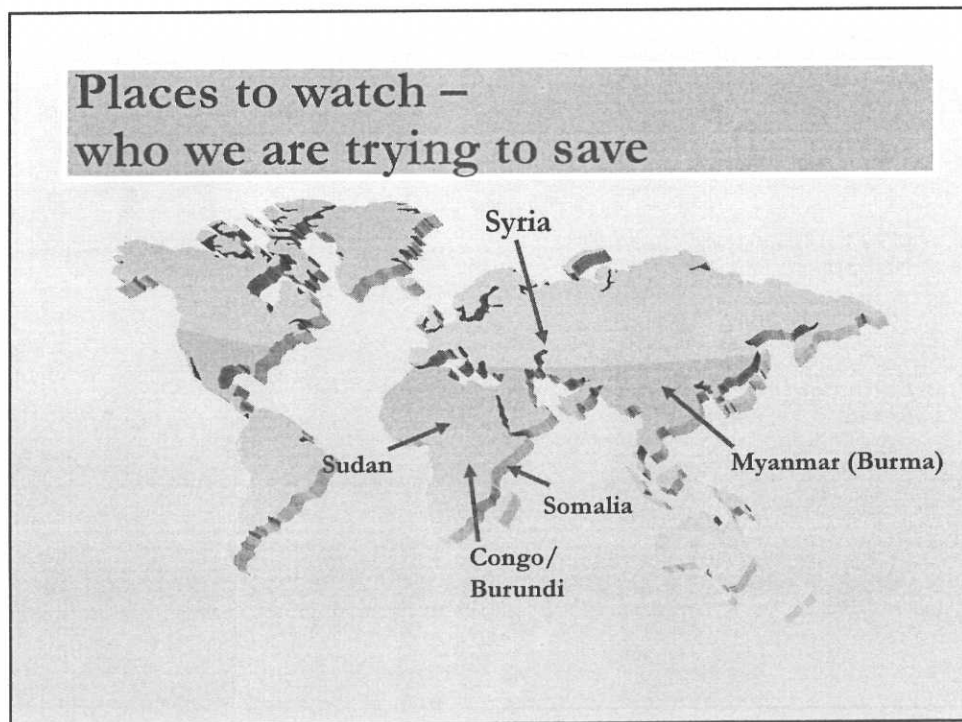 Places to watch –
who we are trying to save
Syria
Sudan
Myanmar (Burma)
Somalia
Congo/
Burundi